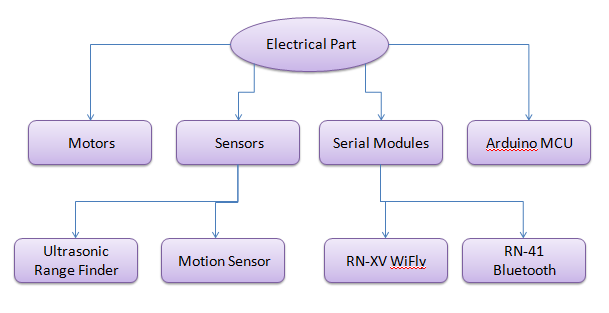 Electrical Part
Motors
Sensors
Serial Modules
Arduino MCU
Ultrasonic
Range Finder
Motion Sensor
RN-XV WiFly
RN-41
Bluetooth